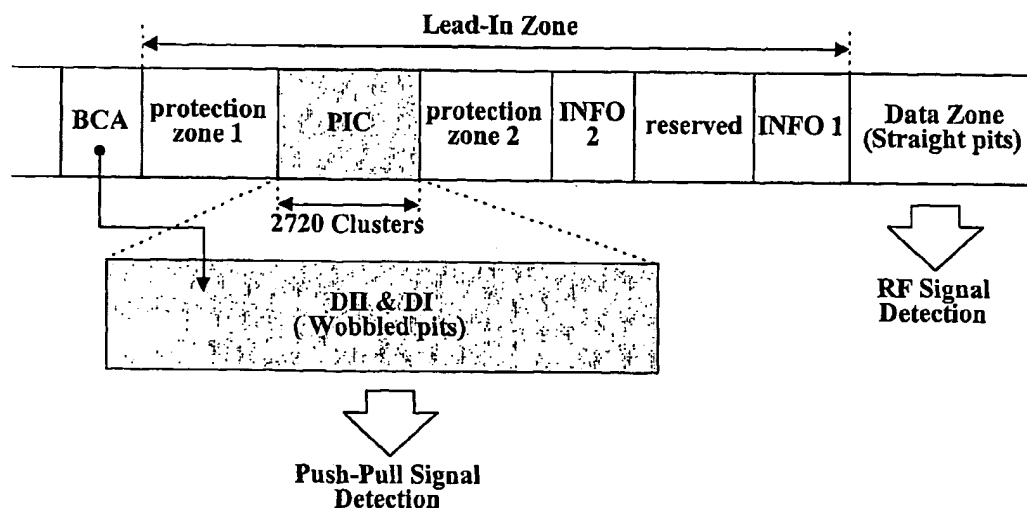 Lead-In Zone
BCA
protection
zone 1
PIC
protection
zone 2
INFO
2
reserved
INFO 1
Data Zone
(Straight pits)
2720 Clusters
DII & DI
( Wobbled pits)
RF Signal
Detection
Push-Pull Signal
Detection